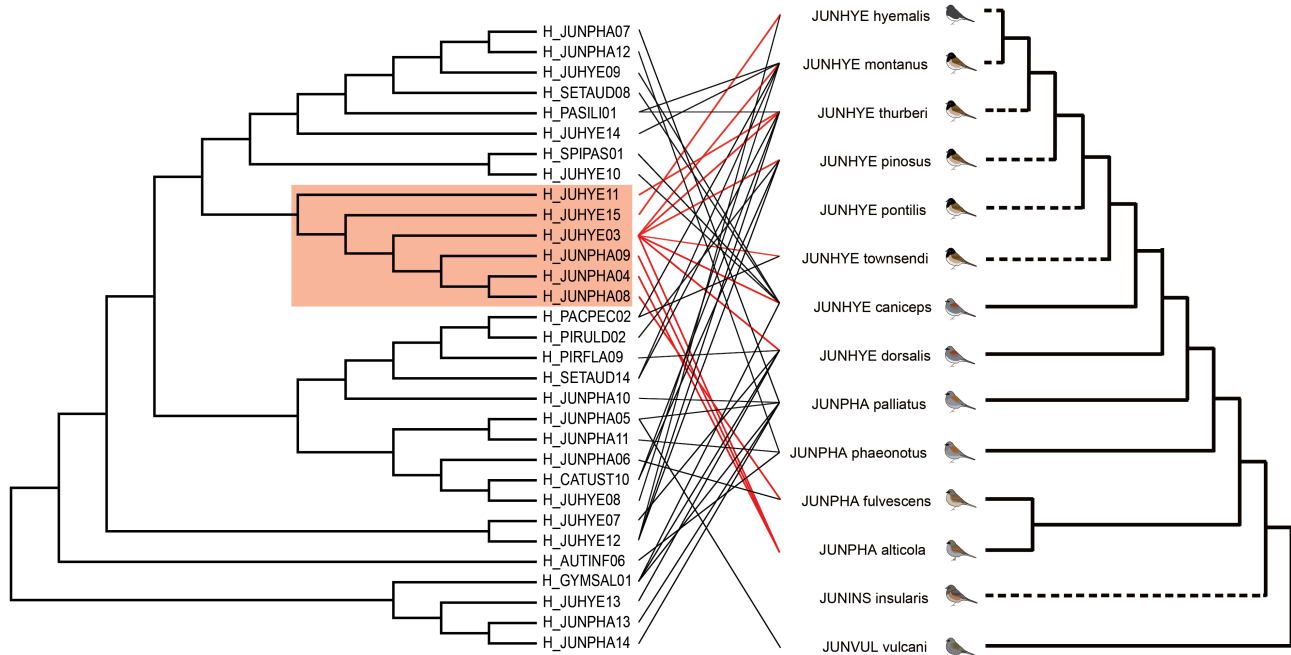 H_JUNPHA07
H_JUNPHA12
H_JUHYE09
H_SETAUD08
H_PASILI01
H_JUHYE14
H_SPIPAS01
H_JUHYE10
H_JUHYE11
H_JUHYE15
H_JUHYE03
H_JUNPHA09
H_JUNPHA04
H_JUNPHA08
H_PACPEC02
H_PIRULD02
H_PIRFLA09
H_SETAUD14
H_JUNPHA10
H_JUNPHA05
H_JUNPHA11
H_JUNPHA06
H_CATUST10
H_JUHYE08
H_JUHYE07
H_JUHYE12
H_AUTINF06
H_GYMSAL01
H_JUHYE13
H_JUNPHA13
H_JUNPHA14
JUNHYE hyemalis
JUNHYE montanus
JUNHYE thurberi
JUNHYE pinosus
JUNHYE pontilis
JUNHYE townsendi
JUNHYE caniceps
JUNHYE dorsalis
JUNPHA palliatus
JUNPHA phaeonotus
JUNPHA fulvescens
JUNPHA alticola
JUNINS insularis
JUNVUL vulcani